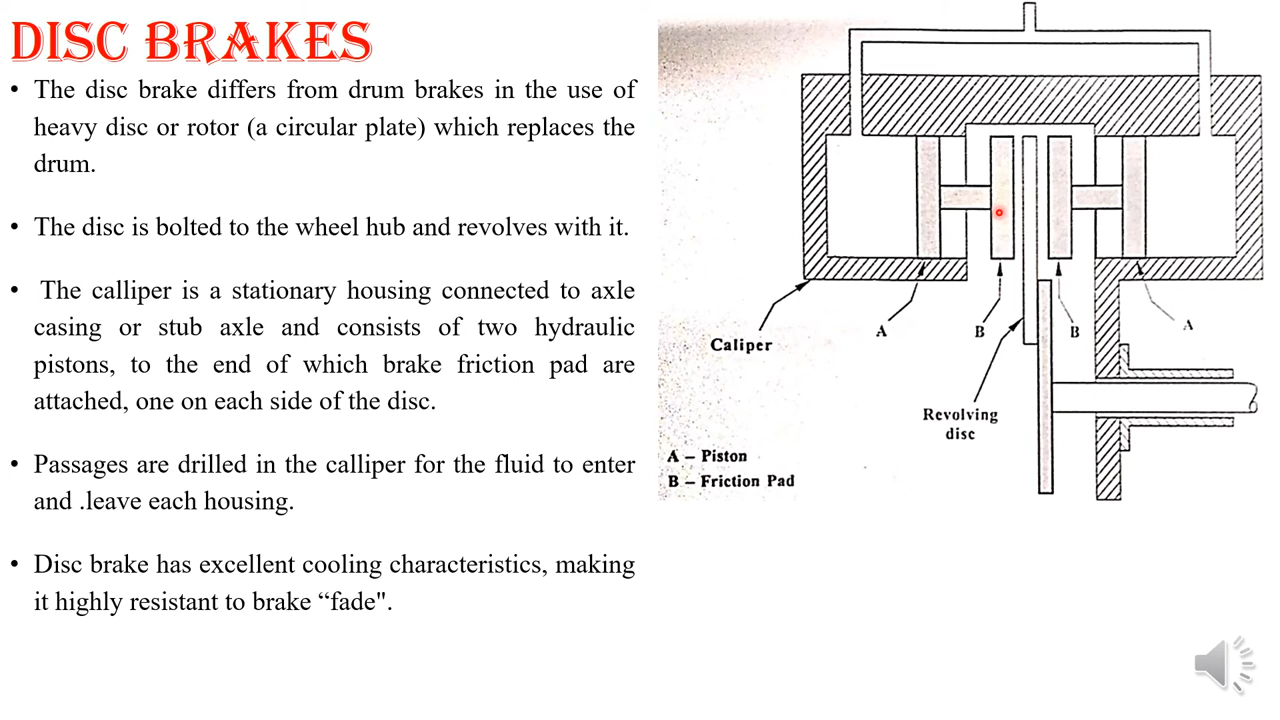 DISC BRAKES
• The disc brake differs from drum brakes in the use of
heavy disc or rotor (a circular plate) which replaces the
drum.
• The disc is bolted to the wheel hub and revolves with it.
• The calliper is a stationary housing connected to axle
casing or stub axle and consists of two hydraulic
pistons, to the end of which brake friction pad are
attached, one on each side of the disc.
• Passages are drilled in the calliper for the fluid to enter
and .leave each housing.
• Disc brake has excellent cooling characteristics, making
it highly resistant to brake “fade".
A
B
B
A
Caliper
Revolving
disc
A – Piston
B – Friction Pad